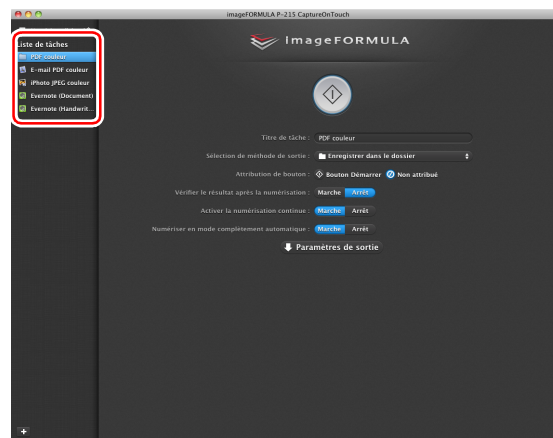 imageFORMULA P-215 CaptureOnTouch
imageFORMULA
Liste de tâches
PDF couleur
E-mail PDF couleur
iPhoto JPEG couleur
Evernote (Document)
Evernote (Handwrit...
Titre de tâche : PDF couleur
Sélection de méthode de sortie : Enregistrer dans le dossier
Attribution de bouton : Bouton Démarrer Non attribué
Vérifier le résultat après la numérisation : Marche Arrêt
Activer la numérisation continue : Marche Arrêt
Numériser en mode complètement automatique : Marche Arrêt
Paramètres de sortie